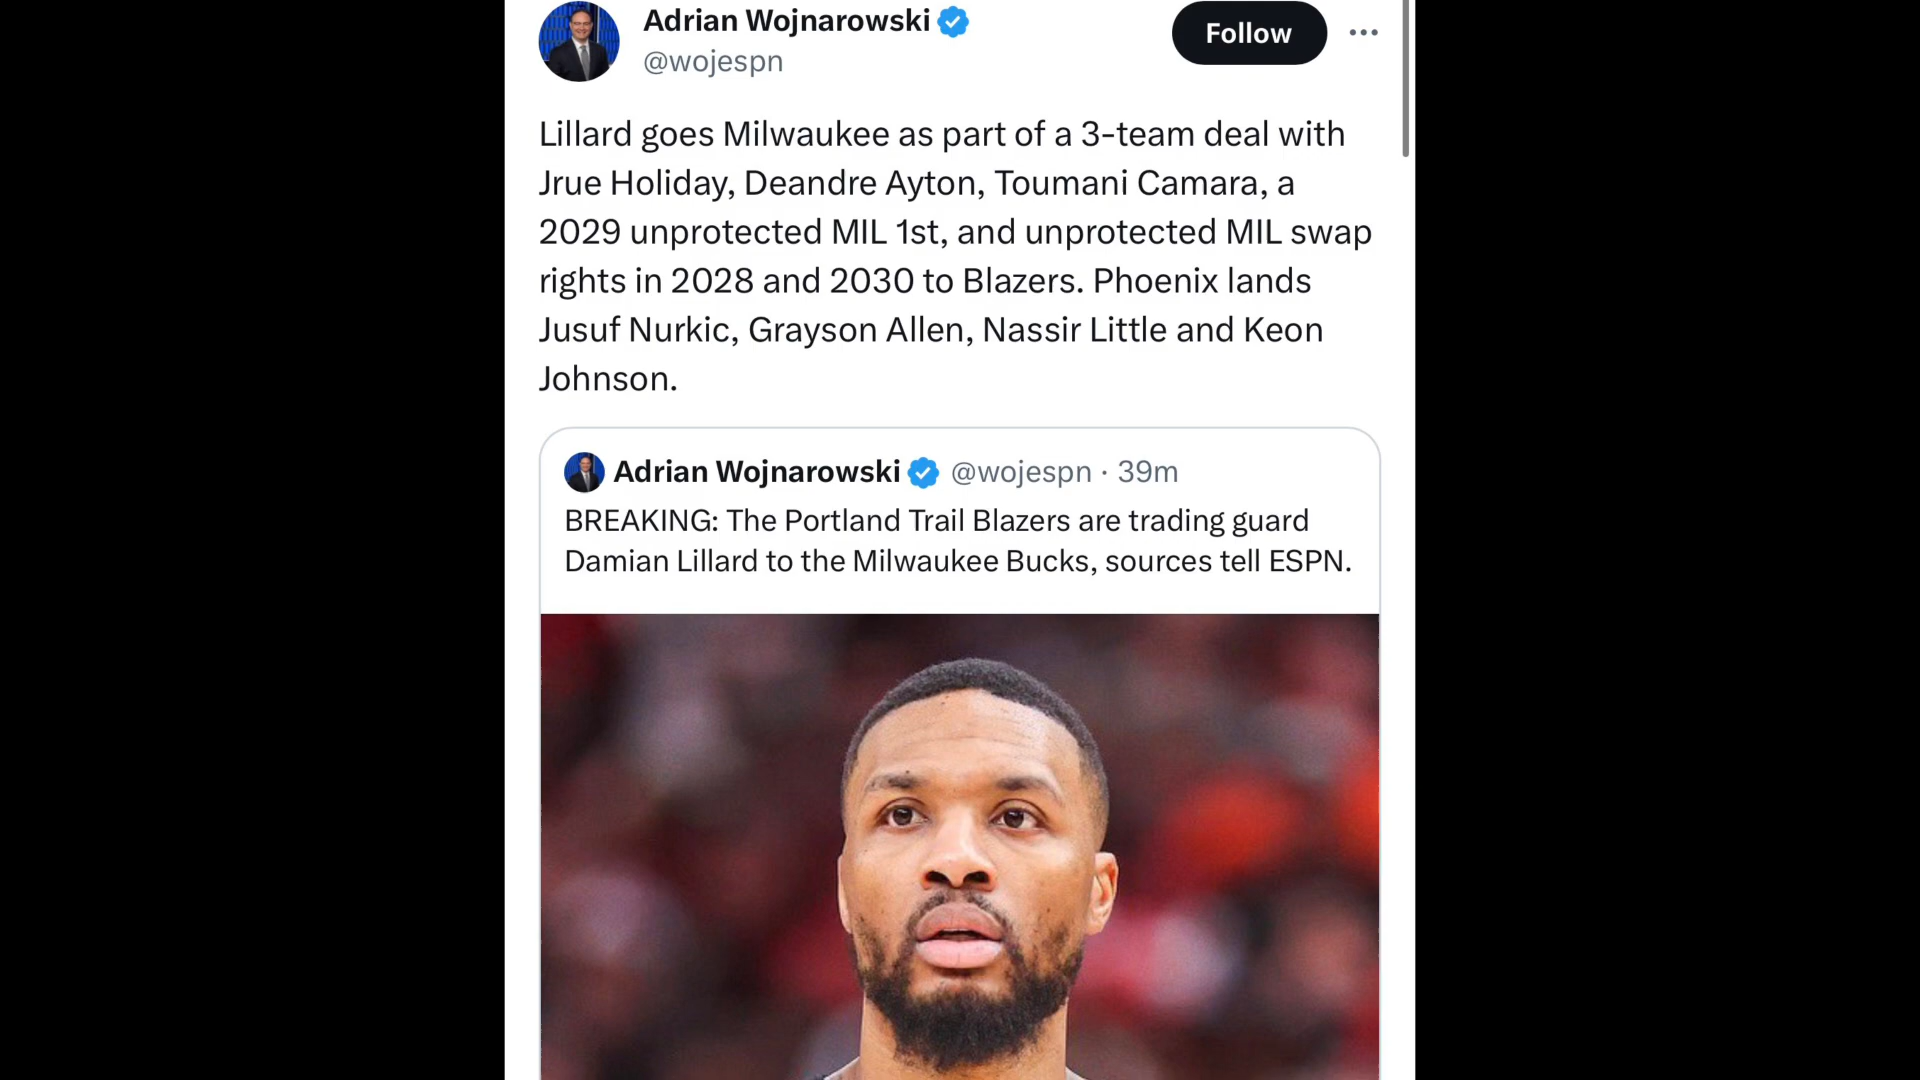 Adrian Wojnarowski
@wojespn
Follow
Lillard goes Milwaukee as part of a 3-team deal with
Jrue Holiday, Deandre Ayton, Toumani Camara, a
2029 unprotected MIL 1st, and unprotected MIL swap
rights in 2028 and 2030 to Blazers. Phoenix lands
Jusuf Nurkic, Grayson Allen, Nassir Little and Keon
Johnson.
Adrian Wojnarowski @wojespn · 39m
BREAKING: The Portland Trail Blazers are trading guard
Damian Lillard to the Milwaukee Bucks, sources tell ESPN.